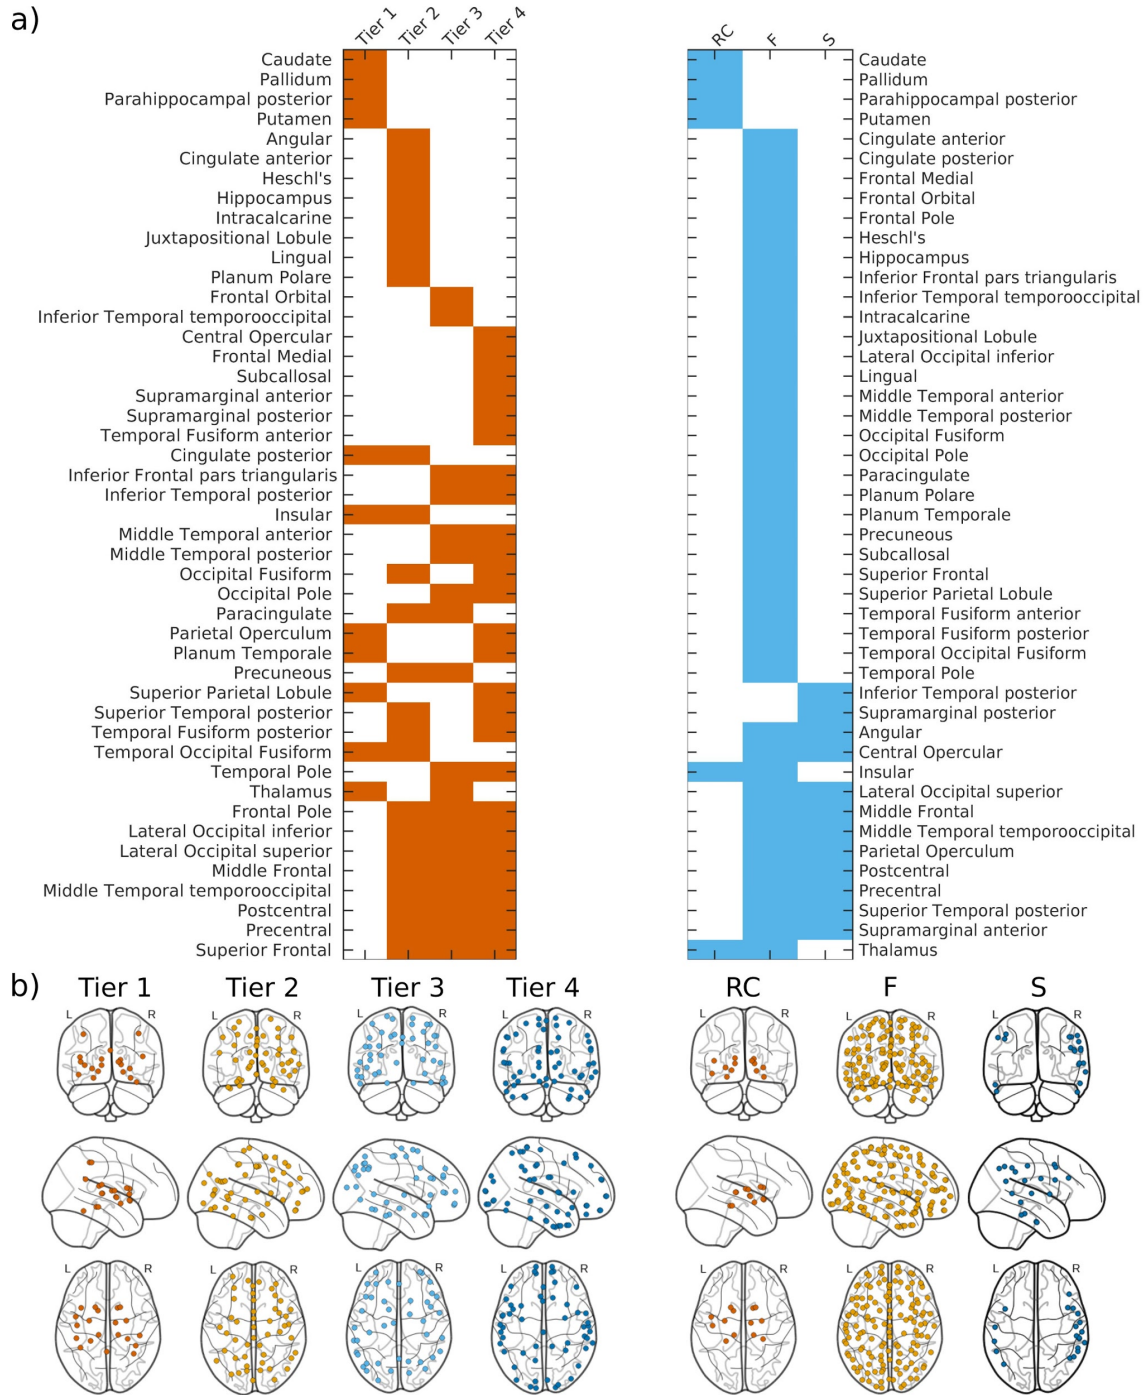 a)
Tier 1
Tier 2
Tier 3
Tier 4
Caudate
Pallidum
Parahippocampal posterior
Putamen
Angular
Cingulate anterior
Heschl's
Hippocampus
Intracalcarine
Juxtapositional Lobule
Lingual
Planum Polare
Frontal Orbital
Inferior Temporal temporooccipital
Central Opercular
Frontal Medial
Subcallosal
Supramarginal anterior
Supramarginal posterior
Temporal Fusiform anterior
Cingulate posterior
Inferior Frontal pars triangularis
Inferior Temporal posterior
Insular
Middle Temporal anterior
Middle Temporal posterior
Occipital Fusiform
Occipital Pole
Paracingulate
Parietal Operculum
Planum Temporale
Precuneous
Superior Parietal Lobule
Superior Temporal posterior
Temporal Fusiform posterior
Temporal Occipital Fusiform
Temporal Pole
Thalamus
Frontal Pole
Lateral Occipital inferior
Lateral Occipital superior
Middle Frontal
Middle Temporal temporooccipital
Postcentral
Precentral
Superior Frontal
RC
F
S
Caudate
Pallidum
Parahippocampal posterior
Putamen
Cingulate anterior
Cingulate posterior
Frontal Medial
Frontal Orbital
Frontal Pole
Heschl's
Hippocampus
Inferior Frontal pars triangularis
Inferior Temporal temporooccipital
Intracalcarine
Juxtapositional Lobule
Lateral Occipital inferior
Lingual
Middle Temporal anterior
Middle Temporal posterior
Occipital Fusiform
Occipital Pole
Paracingulate
Planum Polare
Planum Temporale
Precuneous
Subcallosal
Superior Frontal
Superior Parietal Lobule
Temporal Fusiform anterior
Temporal Fusiform posterior
Temporal Occipital Fusiform
Temporal Pole
Inferior Temporal posterior
Supramarginal posterior
Angular
Central Opercular
Insular
Lateral Occipital superior
Middle Frontal
Middle Temporal temporooccipital
Parietal Operculum
Postcentral
Precentral
Superior Temporal posterior
Supramarginal anterior
Thalamus
b)
Tier 1 Tier 2 Tier 3 Tier 4 RC F S
L R L R L R L R L R L R L R
L R L R L R L R L R L R L R